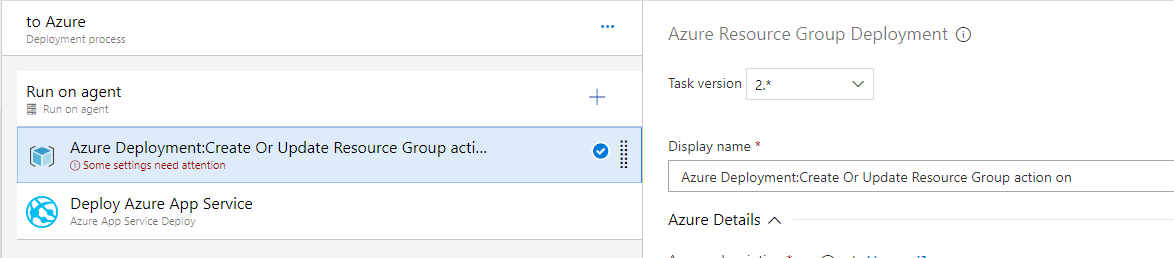 to Azure
Deployment process
Run on agent
Run on agent
Azure Deployment:Create Or Update Resource Group acti...
Some settings need attention
Deploy Azure App Service
Azure App Service Deploy
Azure Resource Group Deployment
Task version 2.*
Display name *
Azure Deployment:Create Or Update Resource Group action on
Azure Details